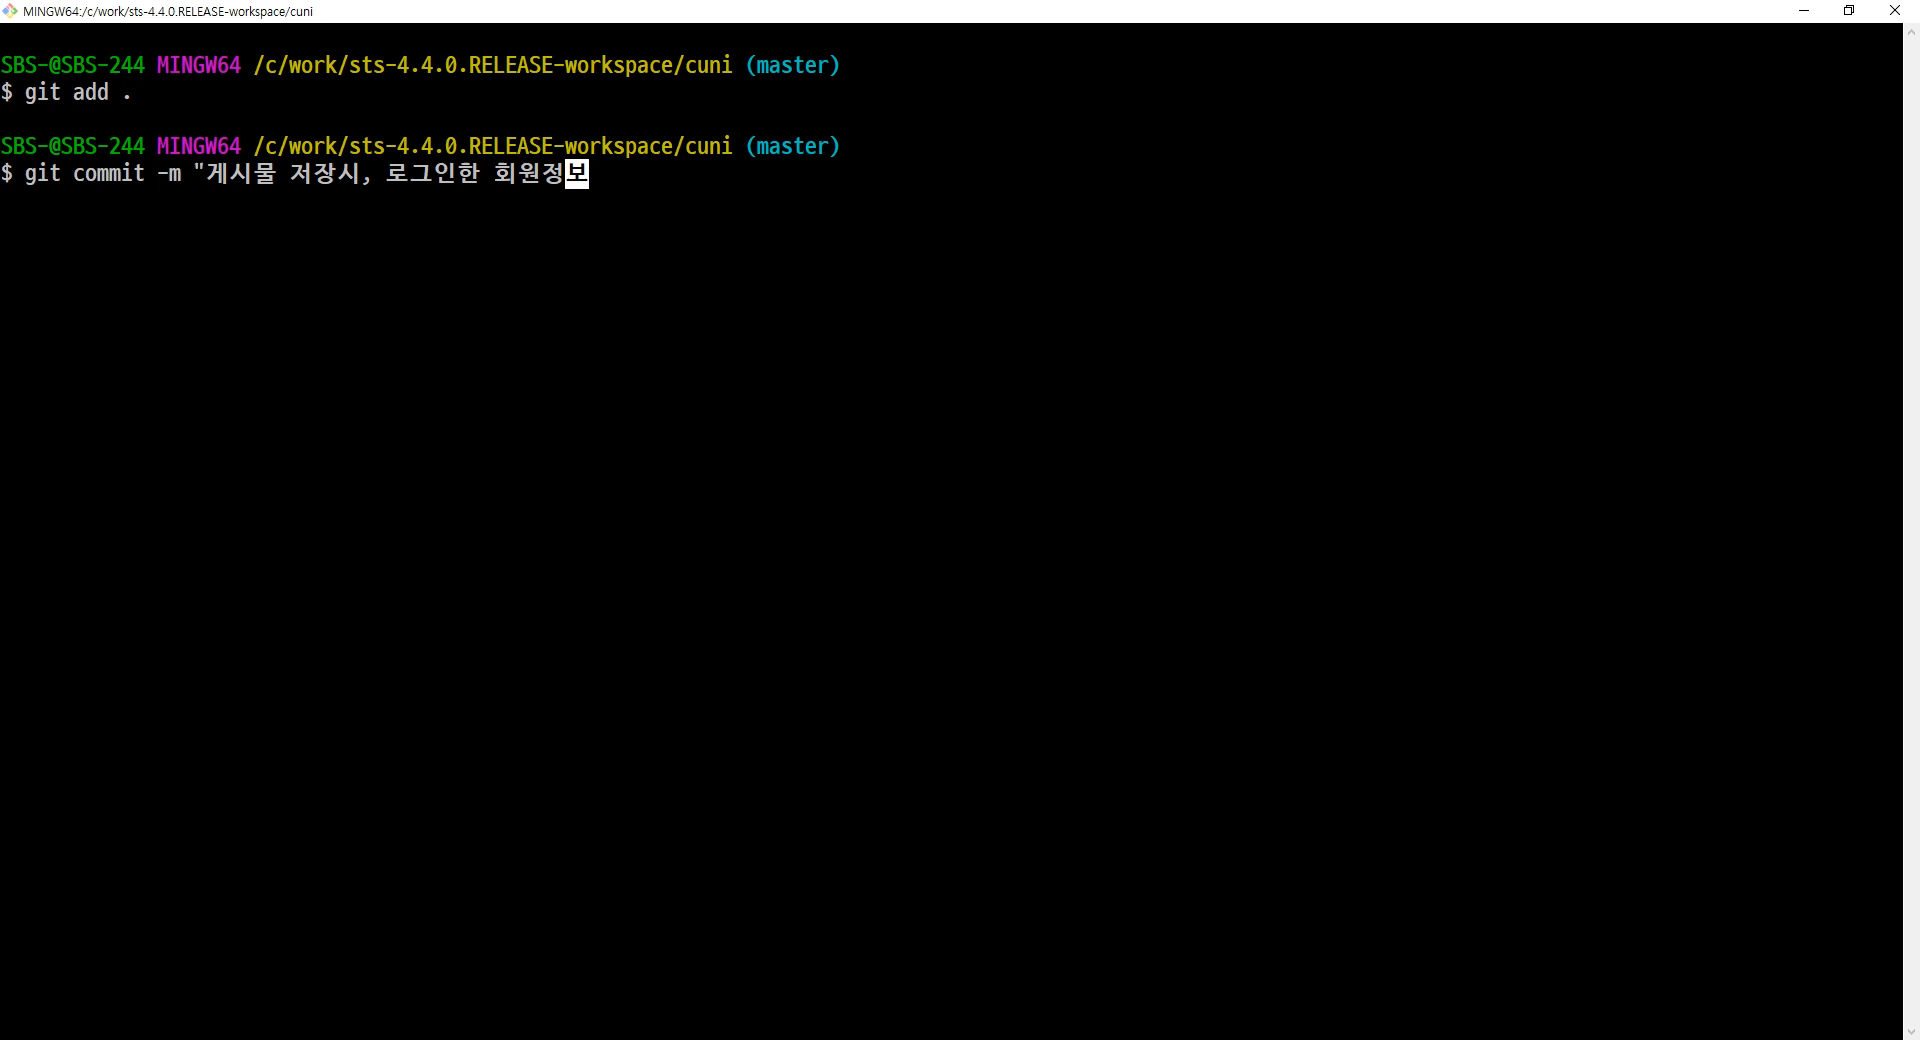 MINGW64:/c/work/sts-4.4.0.RELEASE-workspace/cuni
SBS-@SBS-244 MINGW64 /c/work/sts-4.4.0.RELEASE-workspace/cuni (master)
$ git add .
SBS-@SBS-244 MINGW64 /c/work/sts-4.4.0.RELEASE-workspace/cuni (master)
$ git commit -m "게시물 저장시, 로그인한 회원정보